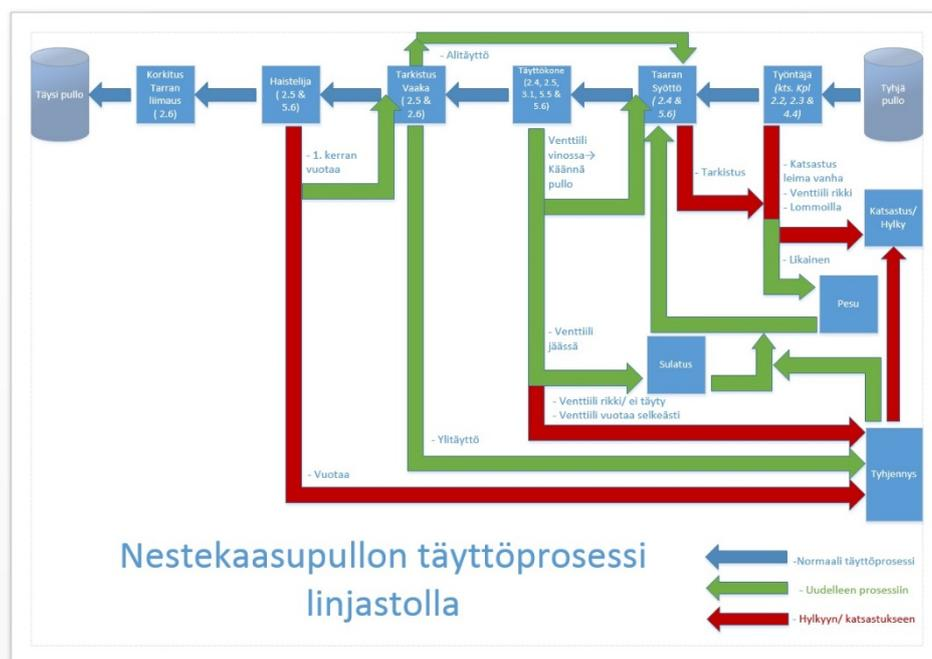 - Alitäyttö
Täysi pullo
Korkitus
Tarran
liimaus
( 2.6)
Haistelija
( 2.5 &
5.6)
Tarkistus
Vaaka
( 2.5 &
2.6)
Täyttökone
(2.4, 2.5,
3.1, 5.5 &
5.6)
Taaran
Syöttö
( 2.4 &
5.6)
Työntäjä
(kts. Kpl
2.2, 2.3 &
4.4)
Tyhjä
pullo
- 1. kerran
vuotaa
Venttiili
vinossa→
Käännä
pullo
- Tarkistus
- Katsastus
leima vanha
- Venttiili rikki
- Lommoilla
Katsastus/
Hylky
- Likainen
Pesu
- Venttiili
jäässä
Sulatus
- Venttiili rikki/ ei täyty
- Venttiili vuotaa selkeästi
- Ylitäyttö
Tyhjennys
- Vuotaa
Nestekaasupullon täyttöprosessi
linjastolla
-Normaali täyttöprosessi
- Uudelleen prosessiin
- Hylkyyn/ katsastukseen